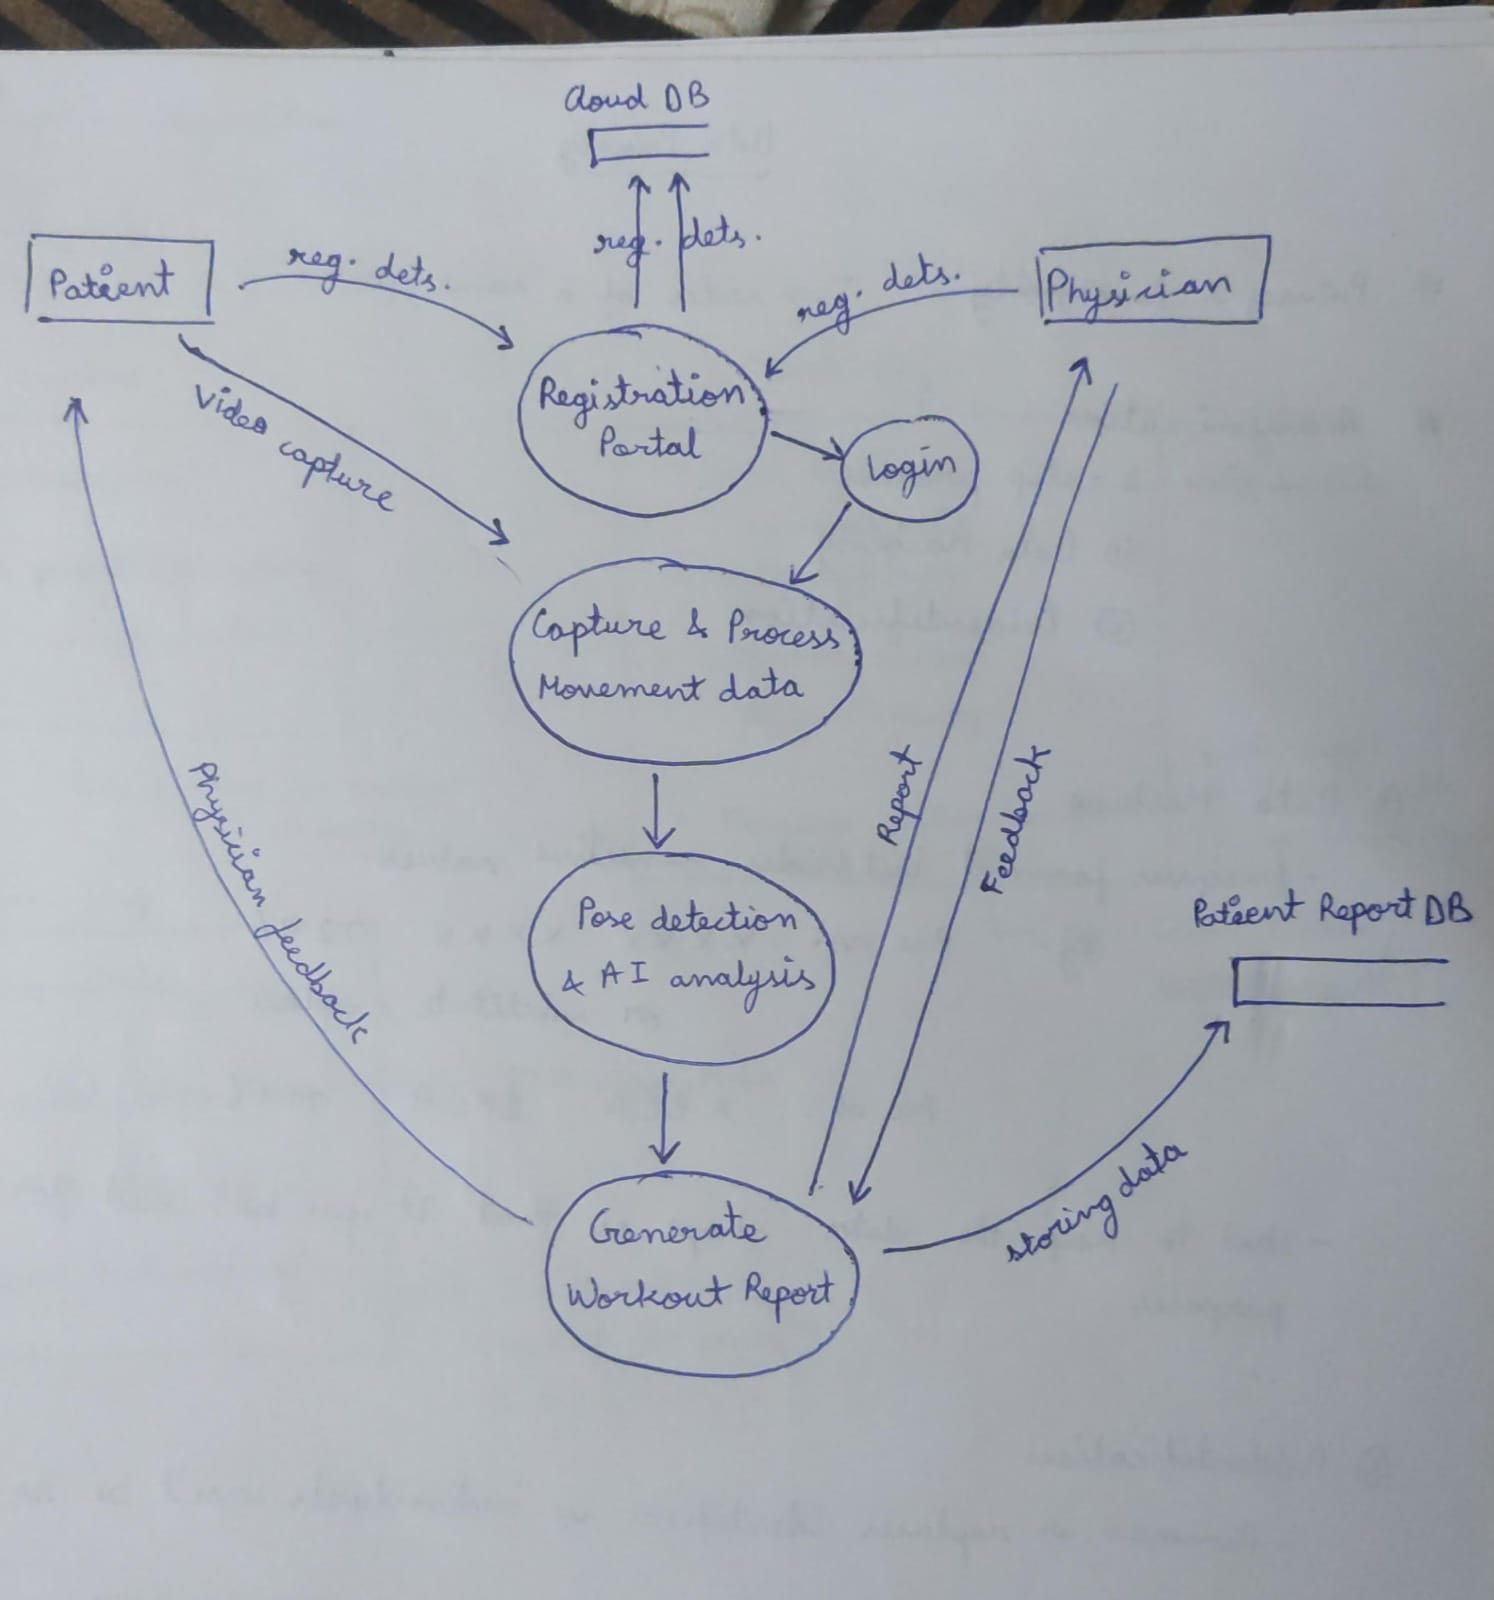 Cloud DB
reg. dets.
Patient
reg. dets.
reg. dets.
Physician
Registration
Portal
Login
Video capture
Capture & Process
Movement data
Report
Feedback
Physician feedback
Pose detection
& AI analysis
Patient Report DB
storing data
Generate
Workout Report